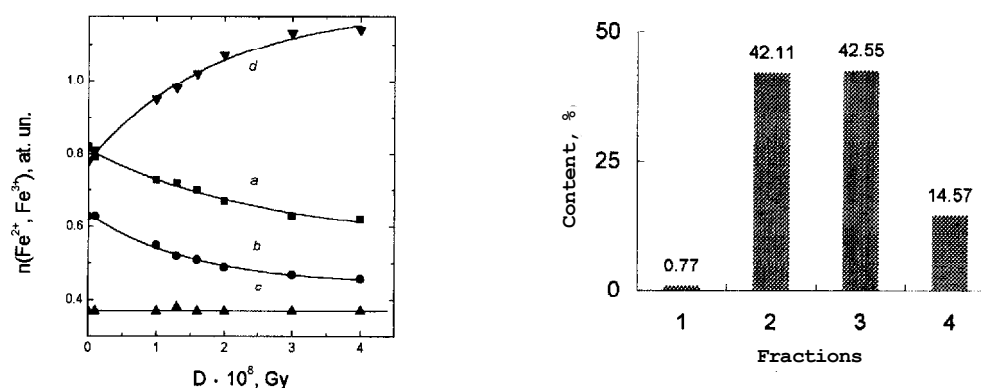 n(Fe²⁺, Fe³⁺), at. un.
1.0
0.8
0.6
0.4
d
a
b
c
0 1 2 3 4
D · 10⁸, Gy
Content, %
50
25
0
0.77
42.11
42.55
14.57
1 2 3 4
Fractions